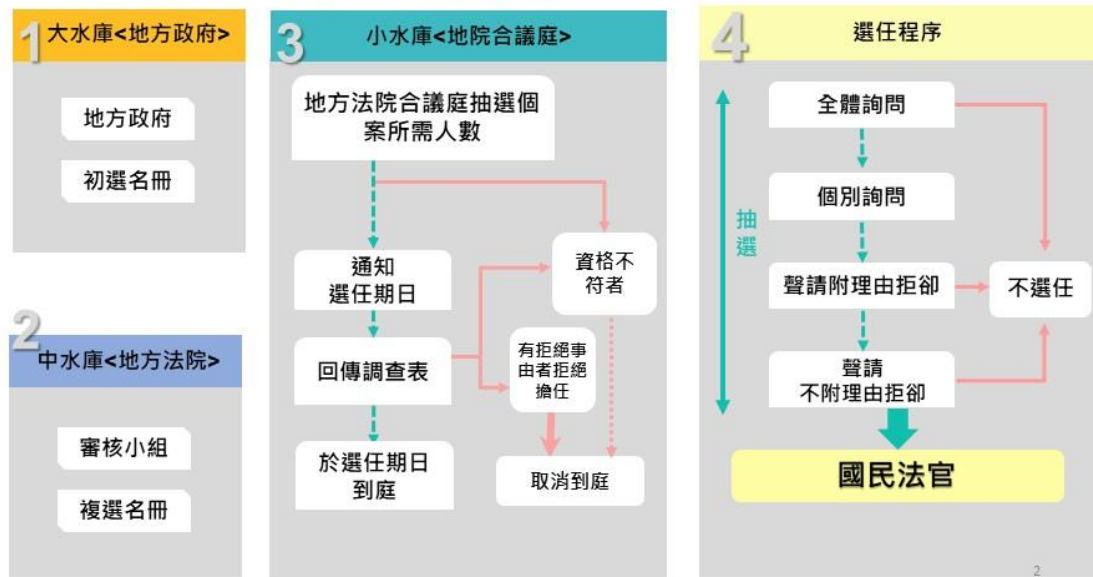 1
大水庫<地方政府>
地方政府
初選名冊
2
中水庫<地方法院>
審核小組
複選名冊
3
小水庫<地院合議庭>
地方法院合議庭抽選個
案所需人數
通知
選任期日
資格不
符者
回傳調查表
有拒絕事
由者拒絕
擔任
於選任期日
到庭
取消到庭
4
選任程序
抽選
全體詢問
個別詢問
聲請附理由拒卻
不選任
聲請
不附理由拒卻
國民法官
2